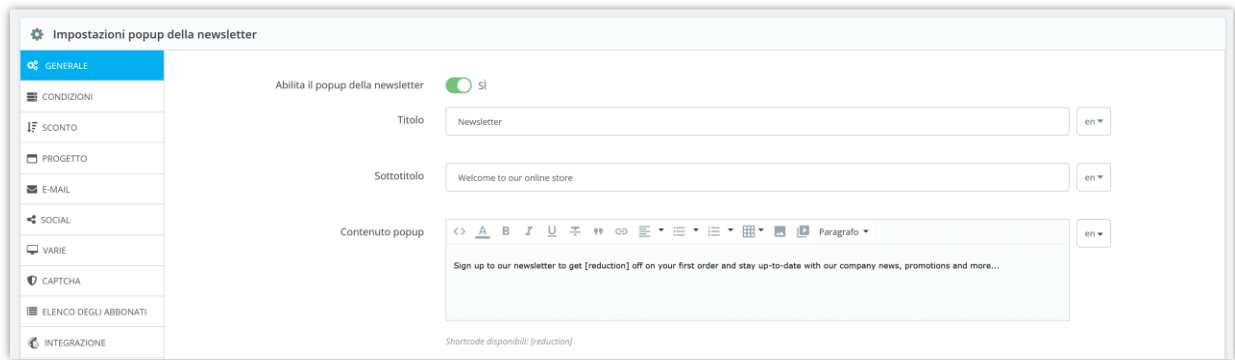 Impostazioni popup della newsletter
GENERALE
CONDIZIONI
SCONTO
PROGETTO
E-MAIL
SOCIAL
VARIE
CAPTCHA
ELENCO DEGLI ABBONATI
INTEGRAZIONE
Abilita il popup della newsletter SÌ
Titolo Newsletter en
Sottotitolo Welcome to our online store en
Contenuto popup Paragrafo en
Sign up to our newsletter to get [reduction] off on your first order and stay up-to-date with our company news, promotions and more...
Shortcode disponibili: [reduction]